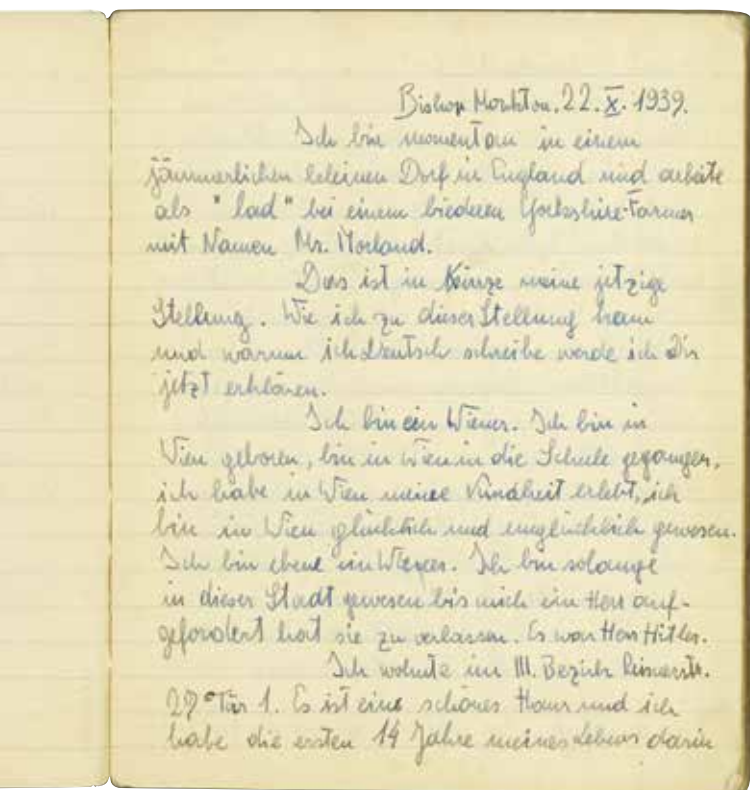 Bishop Monkton. 22. X. 1939.
Ich bin momentan in einem
jämmerlichen kleinen Dorf in England und arbeite
als "lad" bei einem biederen Yorkshire-Farmer
mit Namen Mr. Morland.
Dies ist in Kürze meine jetzige
Stellung. Wie ich zu dieser Stellung kam
und warum ich deutsch schreibe werde ich Dir
jetzt erklären.
Ich bin ein Wiener. Ich bin in
Wien geboren, bin in Wien in die Schule gegangen,
ich habe in Wien meine Kindheit erlebt, ich
bin in Wien glücklich und unglücklich gewesen.
Ich bin eben ein Wiener. Ich bin solange
in dieser Stadt gewesen bis mich ein Herr auf-
gefordert hat sie zu verlassen. Es war Herr Hitler.
Ich wohnte im III. Bezirk Reisnerstr.
29 Tür 1. Es ist eine schönes Haus und ich
habe die ersten 14 Jahre meines Lebens darin